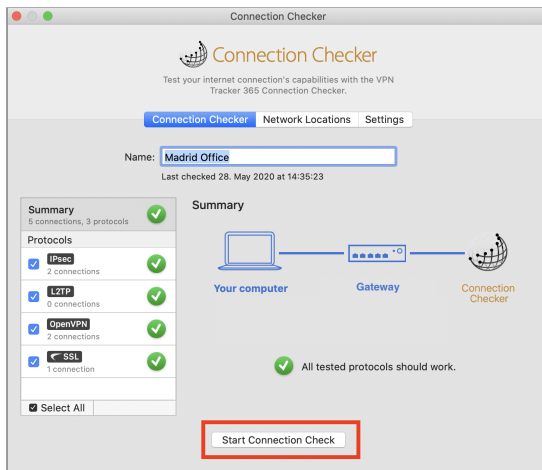 Connection Checker
Connection Checker
Test your internet connection's capabilities with the VPN
Tracker 365 Connection Checker.
Connection Checker
Network Locations
Settings
Name:
Madrid Office
Last checked 28. May 2020 at 14:35:23
Summary
5 connections, 3 protocols
Protocols
IPsec
2 connections
L2TP
0 connections
OpenVPN
2 connections
SSL
1 connection
Select All
Summary
Your computer
Gateway
Connection
Checker
All tested protocols should work.
Start Connection Check